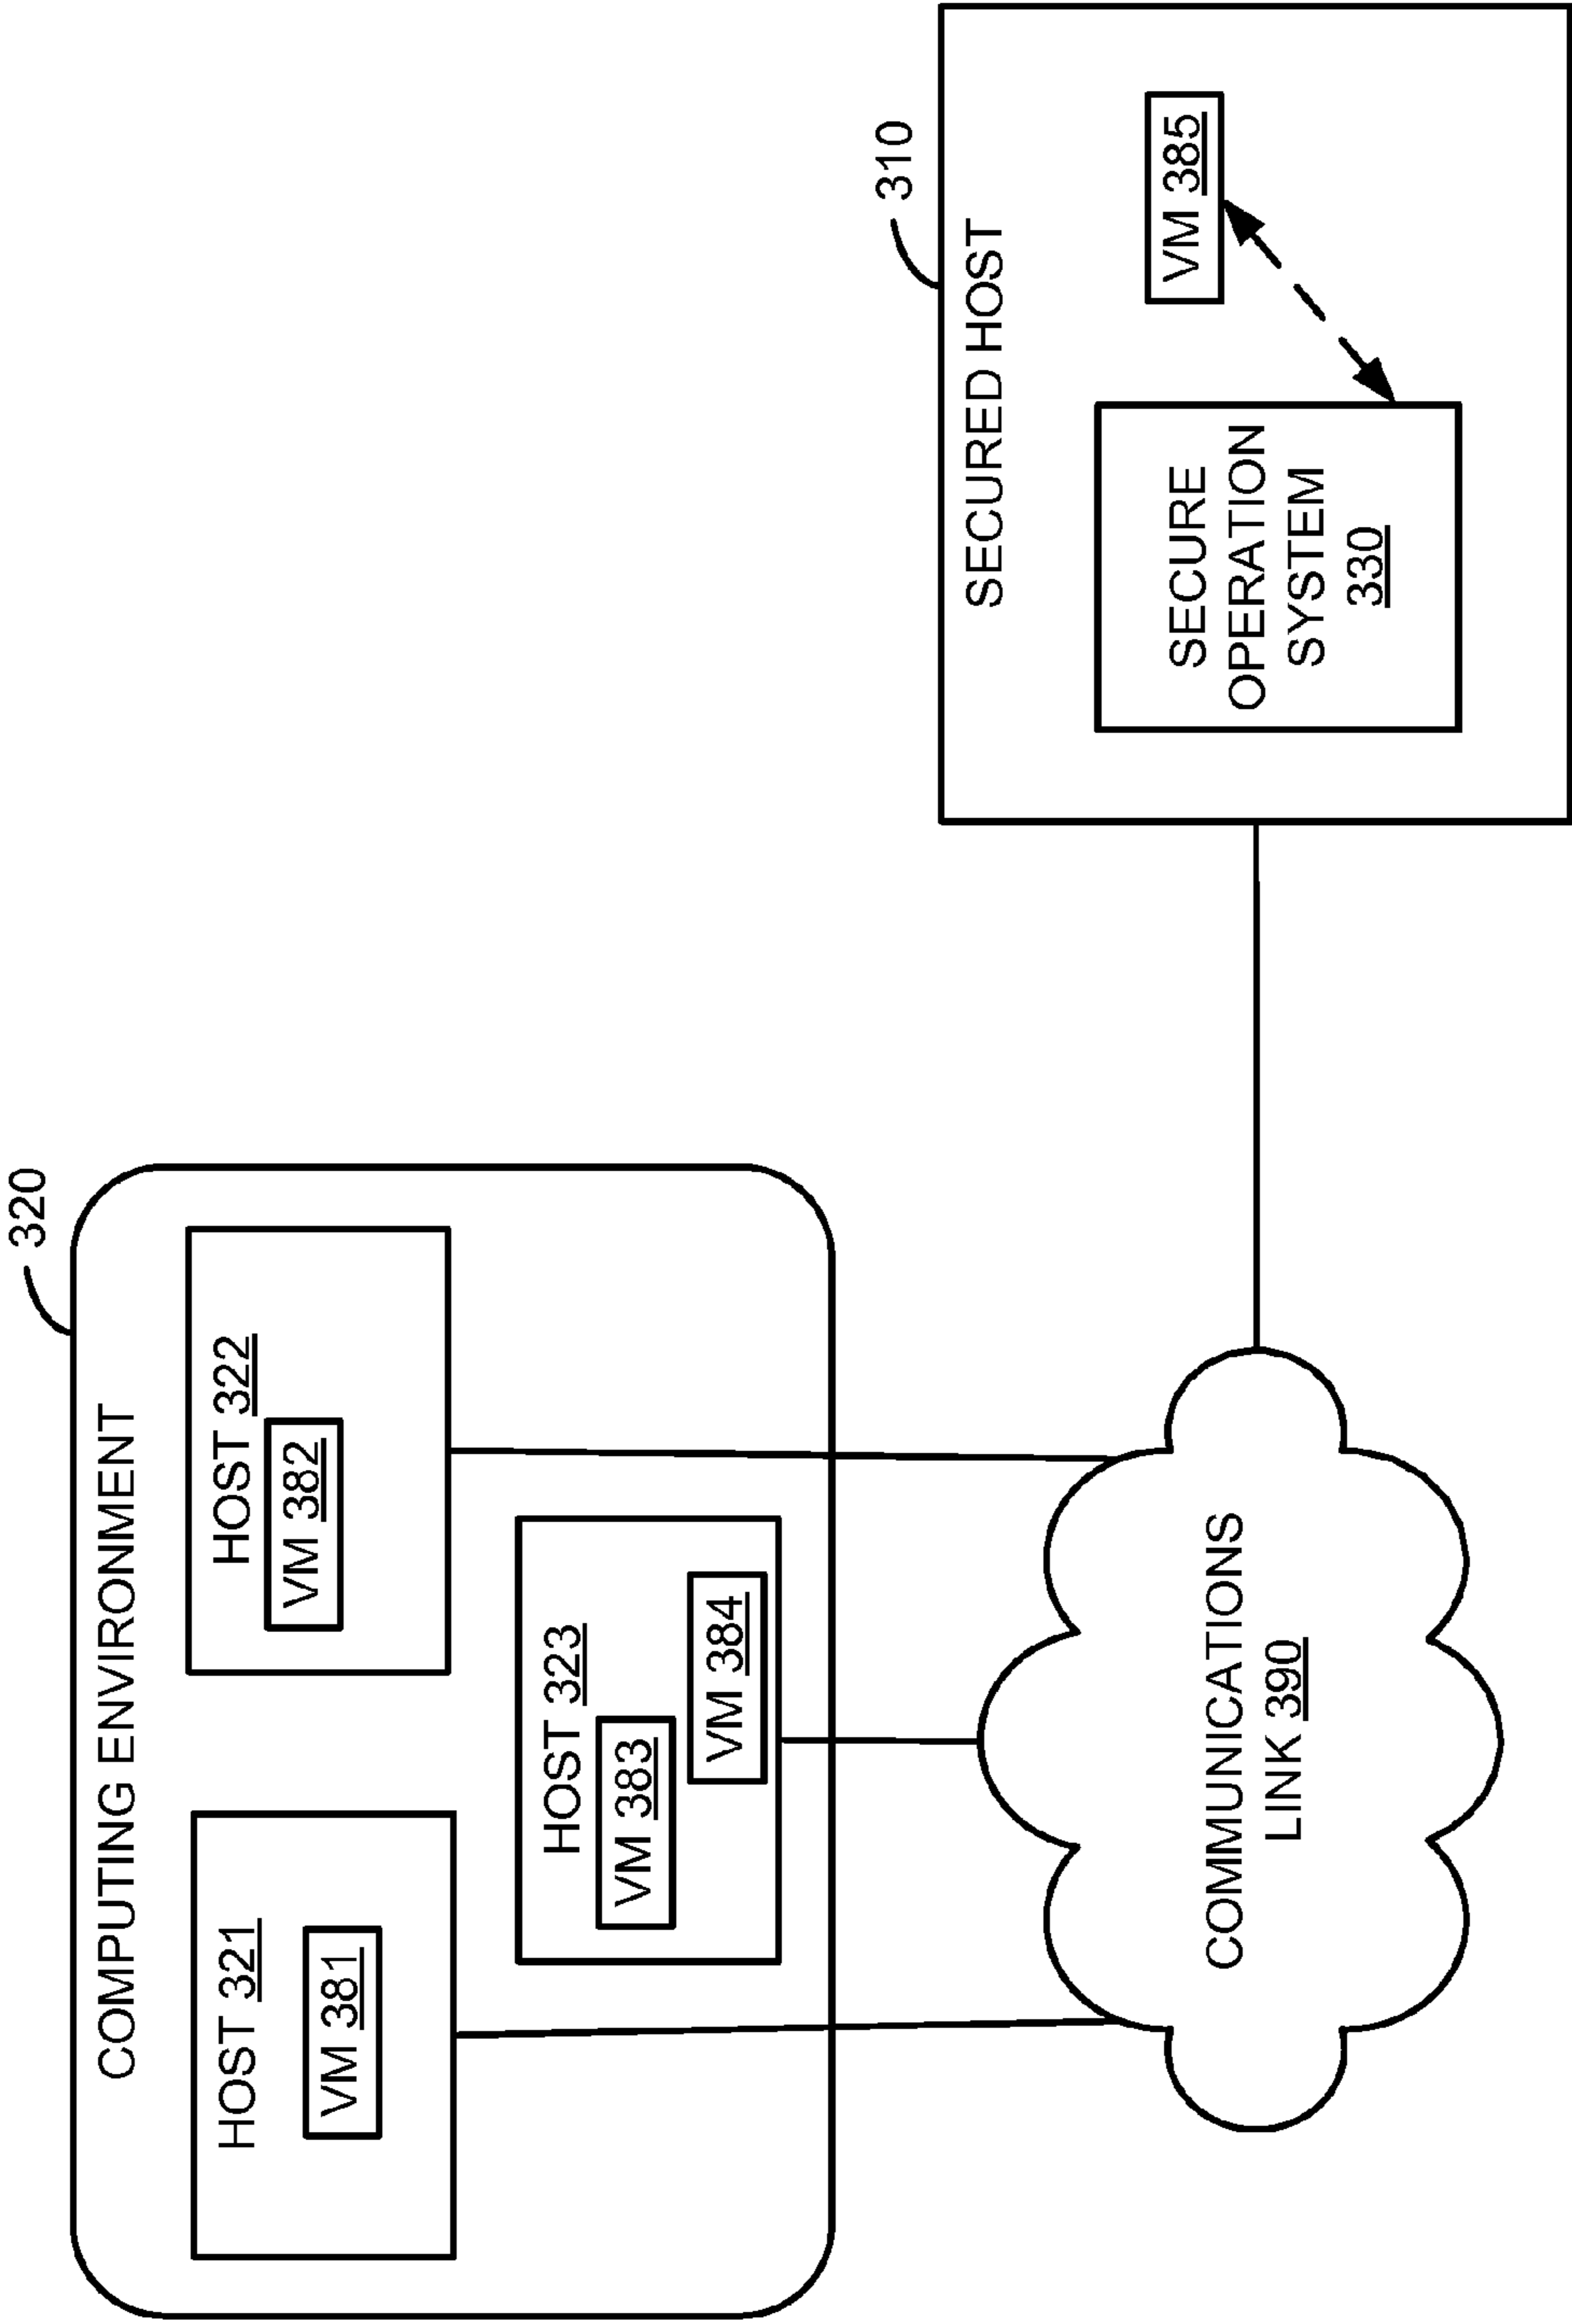 320
COMPUTING ENVIRONMENT
HOST 321
VM 381
HOST 322
VM 382
HOST 323
VM 383
VM 384
COMMUNICATIONS
LINK 390
310
SECURED HOST
VM 385
SECURE
OPERATION
SYSTEM
330